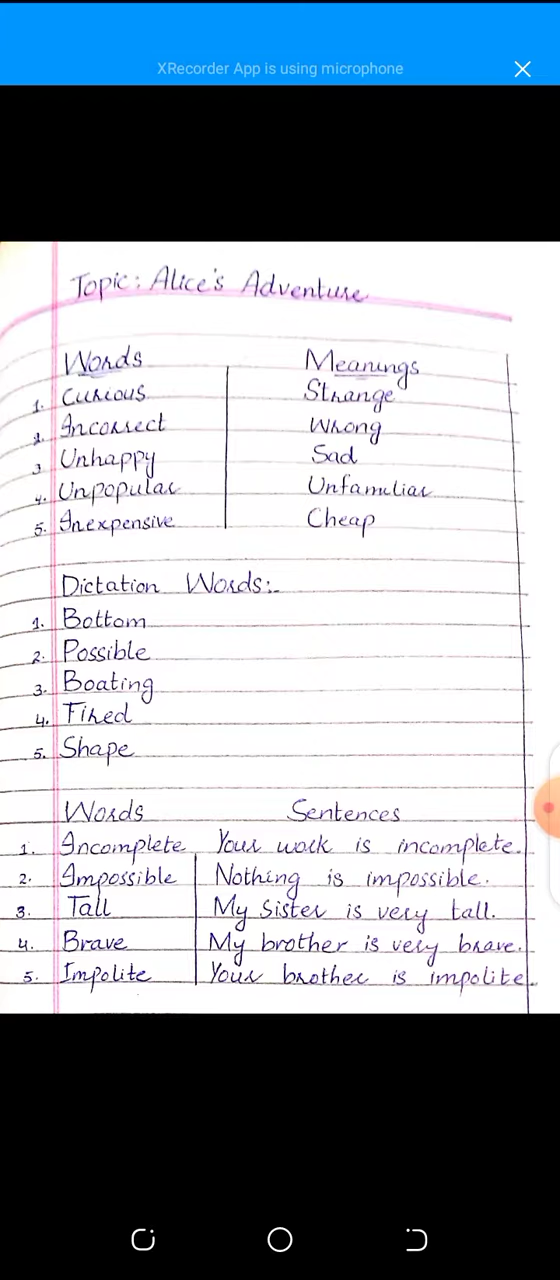 XRecorder App is using microphone
Topic: Alice's Adventure
Words Meanings
1. Curious Strange
2. Incorrect Wrong
3. Unhappy Sad
4. Unpopular Unfamiliar
5. Inexpensive Cheap
Dictation Words:-
1. Bottom
2. Possible
3. Boating
4. Fixed
5. Shape
Words Sentences
1. Incomplete Your work is incomplete.
2. Impossible Nothing is impossible.
3. Tall My sister is very tall.
4. Brave My brother is very brave.
5. Impolite Your brother is impolite.